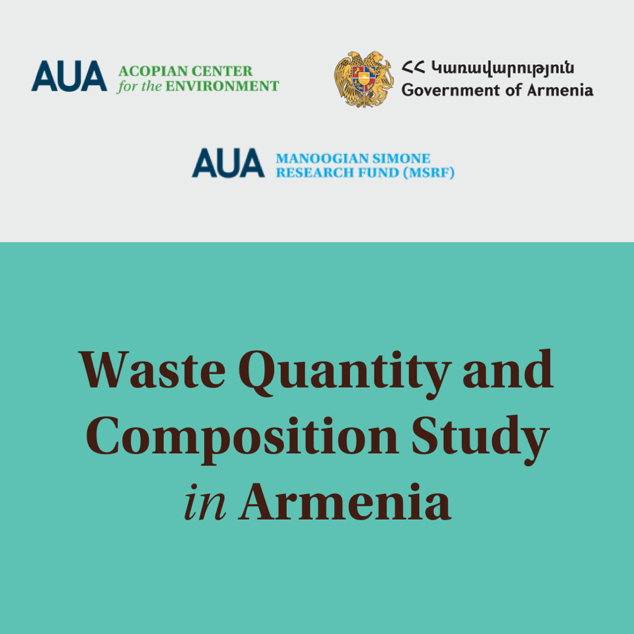 AUA ACOPIAN CENTER
for the ENVIRONMENT
ՀՀ Կառավարություն
Government of Armenia
AUA MANOOGIAN SIMONE
RESEARCH FUND (MSRF)
Waste Quantity and
Composition Study
in Armenia